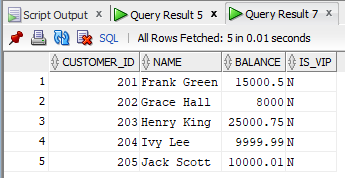 Script Output × Query Result 5 × Query Result 7 ×
SQL | All Rows Fetched: 5 in 0.01 seconds
CUSTOMER_ID NAME BALANCE IS_VIP
1 201 Frank Green 15000.5 N
2 202 Grace Hall 8000 N
3 203 Henry King 25000.75 N
4 204 Ivy Lee 9999.99 N
5 205 Jack Scott 10000.01 N